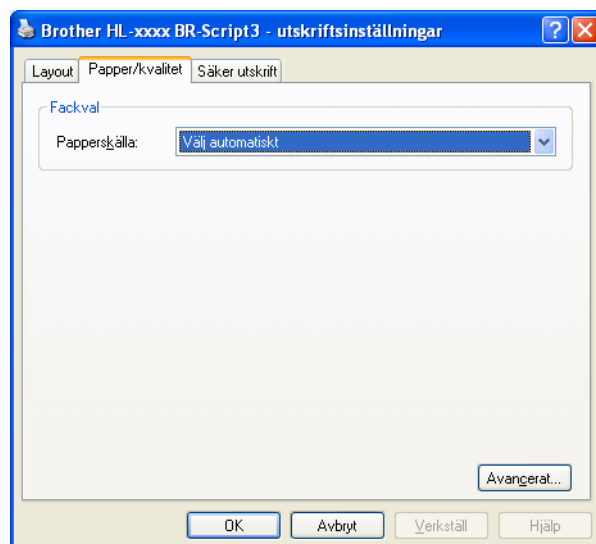 Brother HL-xxxx BR-Script3 - utskriftsinställningar
Layout Papper/kvalitet Säker utskrift
Fackval
Papperskälla: Välj automatiskt
Avancerat...
OK Avbryt Verkställ Hjälp